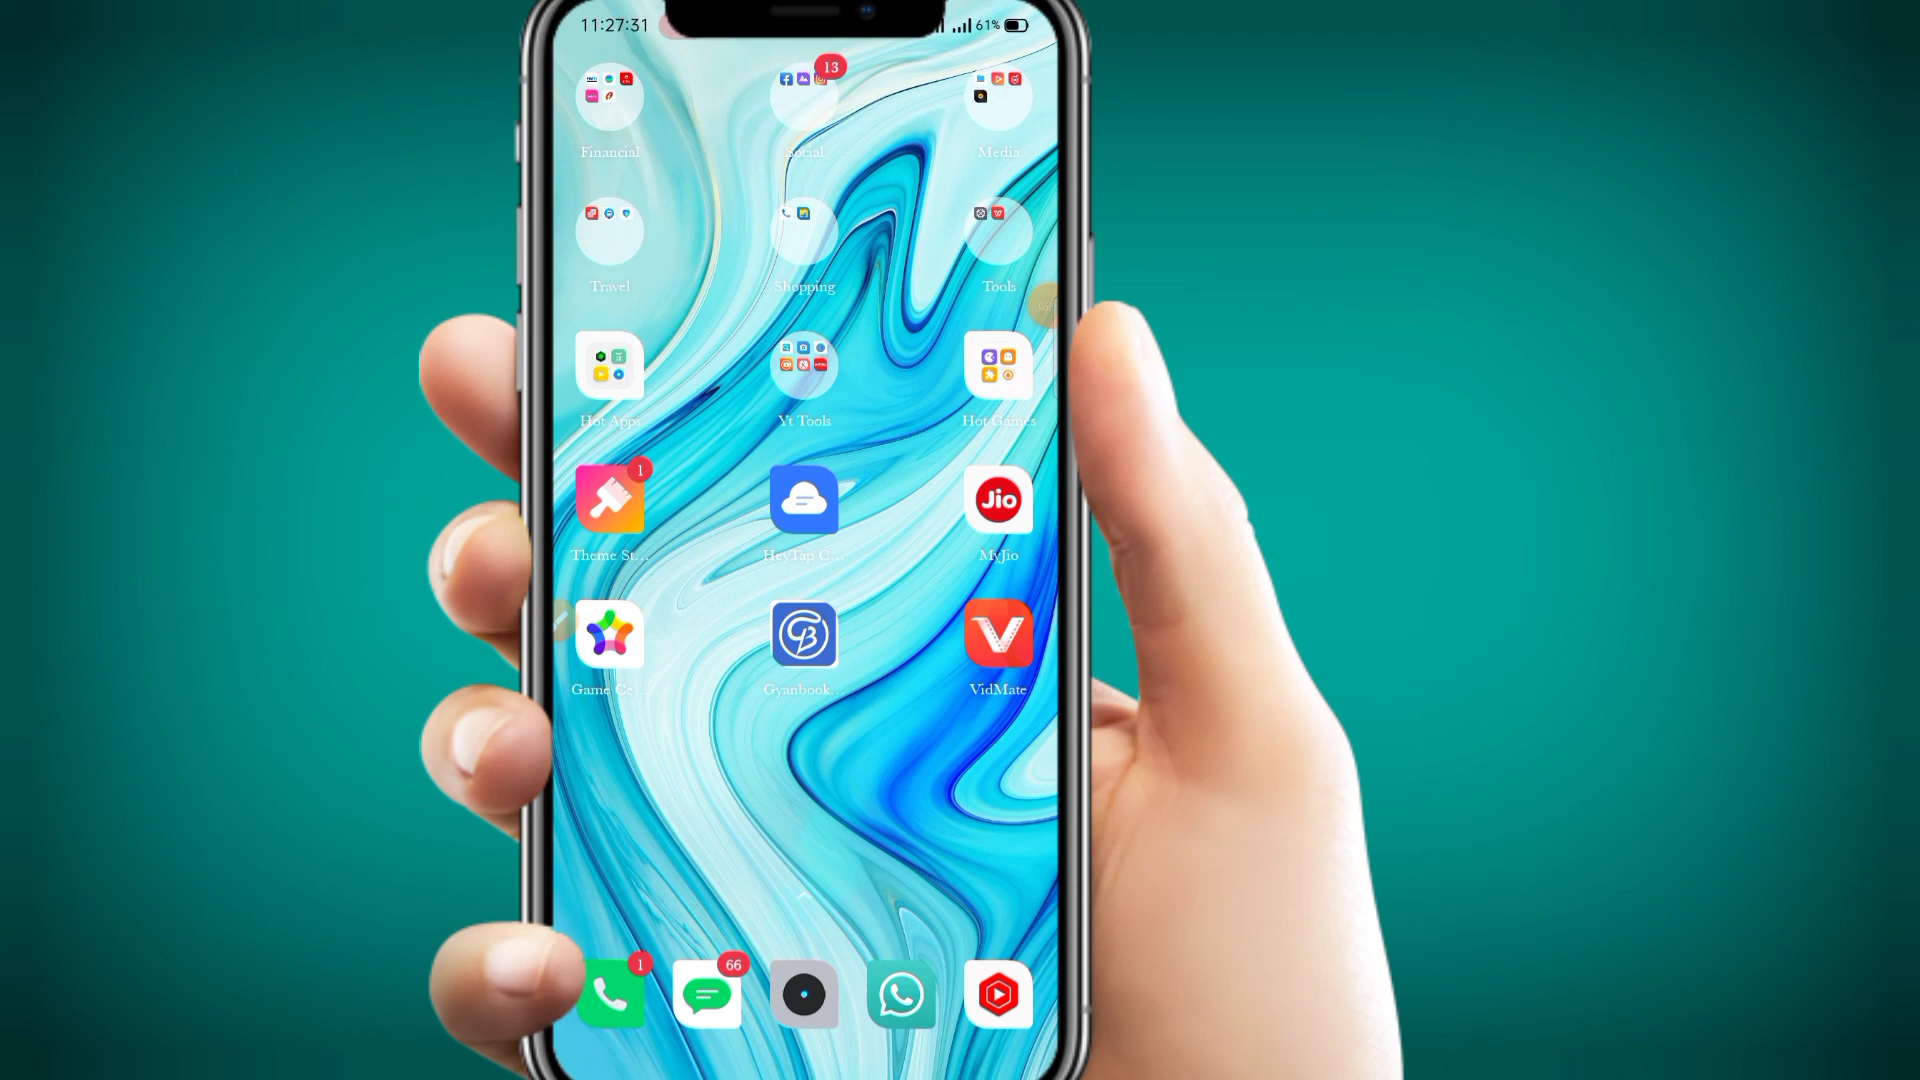 11:27:31
61%
13
Financial
Social
Media
Travel
Shopping
Tools
Hot Apps
Yt Tools
Hot Games
1
Jio
Theme St...
HeyTap C...
MyJio
GB
Game Ce...
Gyanbook...
VidMate
1
66